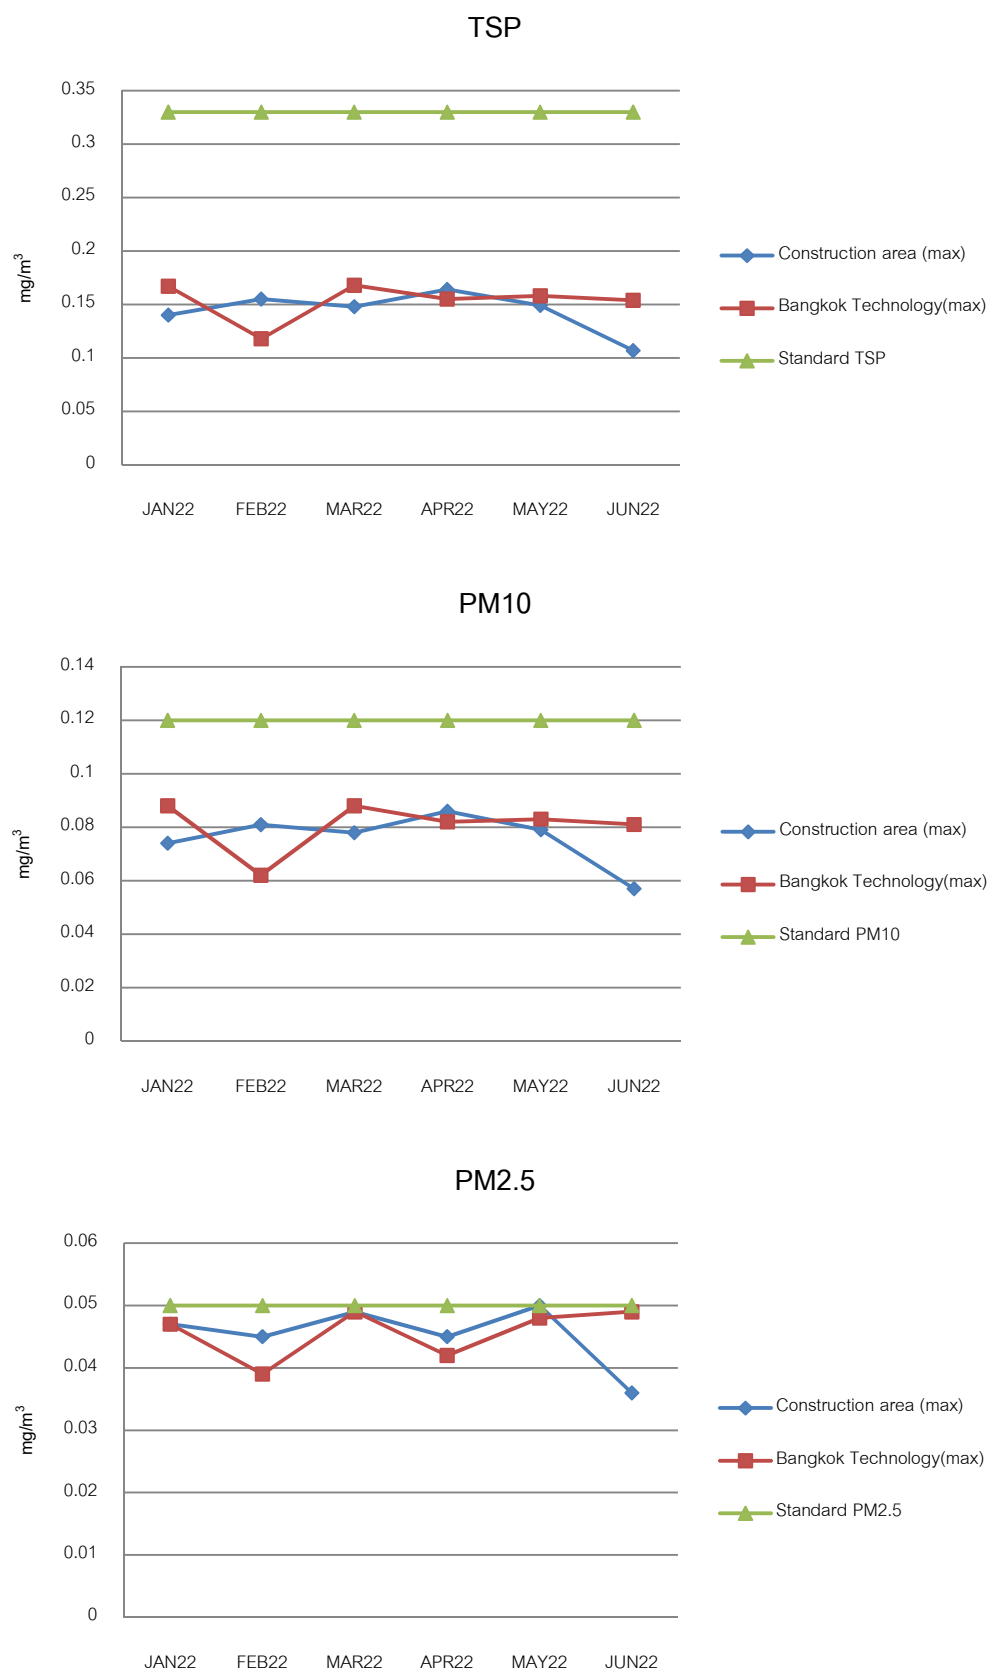 TSP
0.35
0.3
0.25
0.2
0.15
0.1
0.05
0
mg/m³
JAN22 FEB22 MAR22 APR22 MAY22 JUN22
Construction area (max)
Bangkok Technology(max)
Standard TSP
PM10
0.14
0.12
0.1
0.08
0.06
0.04
0.02
0
mg/m³
JAN22 FEB22 MAR22 APR22 MAY22 JUN22
Construction area (max)
Bangkok Technology(max)
Standard PM10
PM2.5
0.06
0.05
0.04
0.03
0.02
0.01
0
mg/m³
JAN22 FEB22 MAR22 APR22 MAY22 JUN22
Construction area (max)
Bangkok Technology(max)
Standard PM2.5